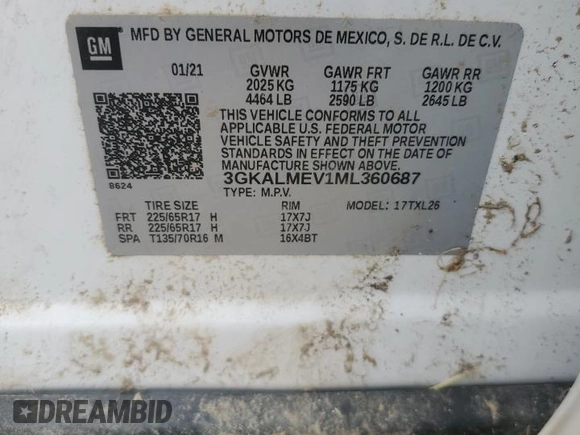 GM
MFD BY GENERAL MOTORS DE MEXICO, S. DE R.L. DE C.V.
01/21 GVWR GAWR FRT GAWR RR
2025 KG 1175 KG 1200 KG
4464 LB 2590 LB 2645 LB
THIS VEHICLE CONFORMS TO ALL
APPLICABLE U.S. FEDERAL MOTOR
VEHICLE SAFETY AND THEFT PREVENTION
STANDARDS IN EFFECT ON THE DATE OF
MANUFACTURE SHOWN ABOVE.
8624 3GKALMEV1ML360687
TYPE: M.P.V.
TIRE SIZE RIM MODEL: 17TXL26
FRT 225/65R17 H 17X7J
RR 225/65R17 H 17X7J
SPA T135/70R16 M 16X4BT
DREAMBID